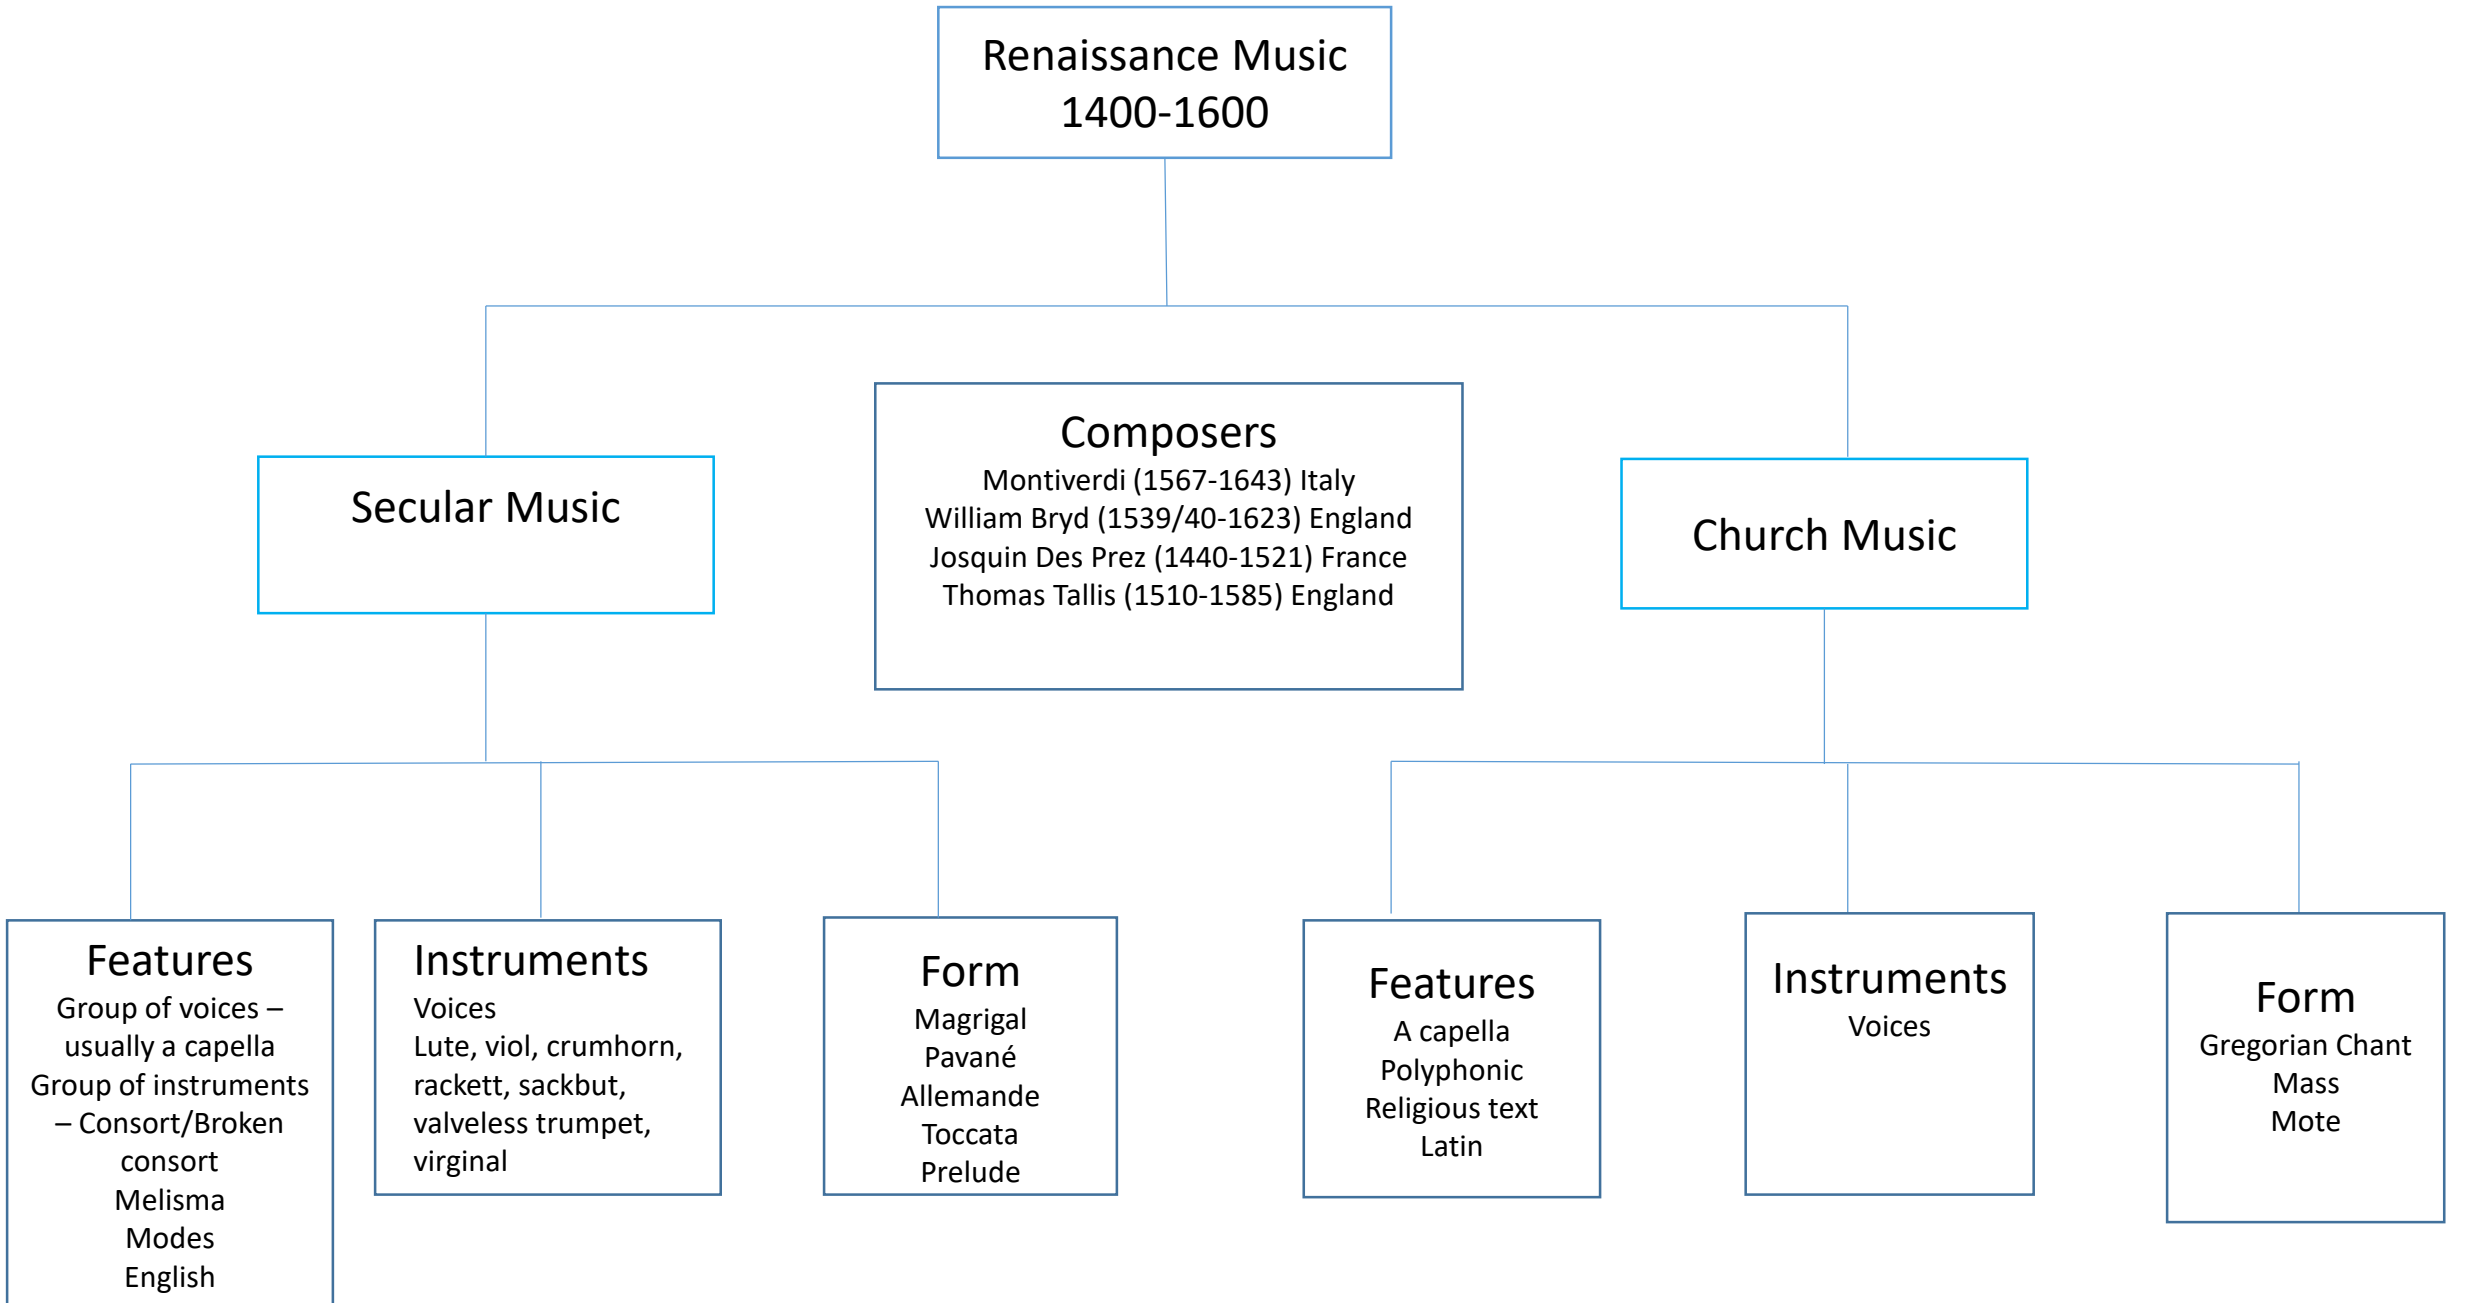 Renaissance Music
1400-1600
Composers
Montiverdi (1567-1643) Italy
William Bryd (1539/40-1623) England
Josquin Des Prez (1440-1521) France
Thomas Tallis (1510-1585) England
Secular Music
Church Music
Features
Group of voices –
usually a capella
Group of instruments
– Consort/Broken
consort
Melisma
Modes
English
Instruments
Voices
Lute, viol, crumhorn,
rackett, sackbut,
valveless trumpet,
virginal
Form
Magrigal
Pavané
Allemande
Toccata
Prelude
Features
A capella
Polyphonic
Religious text
Latin
Instruments
Voices
Form
Gregorian Chant
Mass
Mote